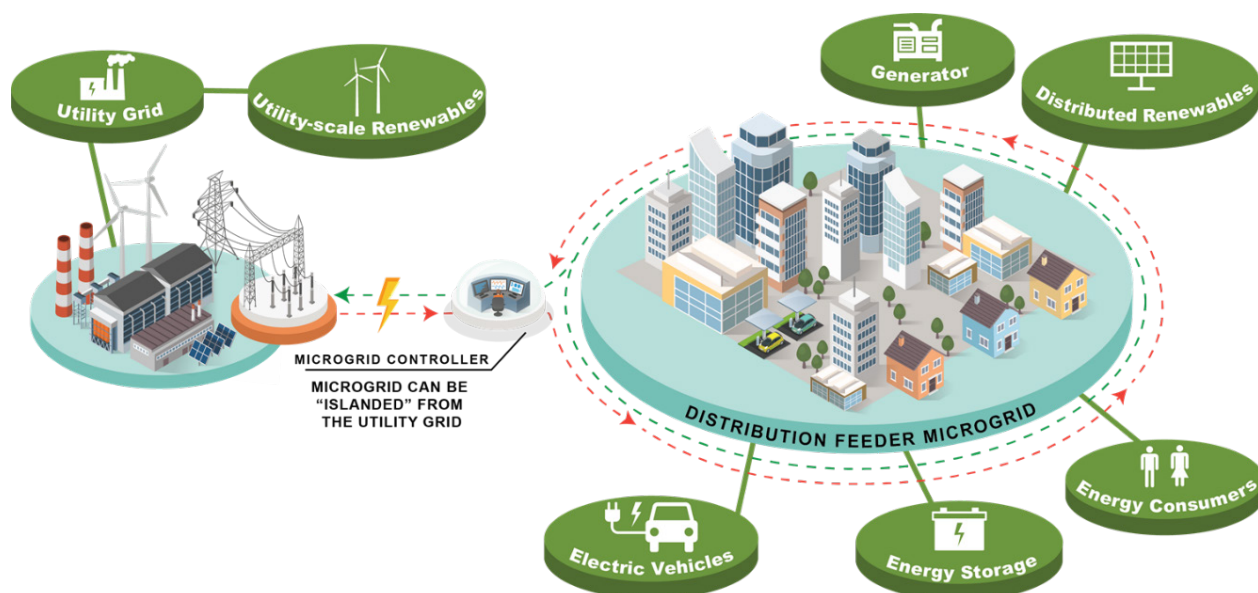 Utility Grid
Utility-scale Renewables
Generator
Distributed Renewables
MICROGRID CONTROLLER
MICROGRID CAN BE
“ISLANDED” FROM
THE UTILITY GRID
DISTRIBUTION FEEDER MICROGRID
Electric Vehicles
Energy Storage
Energy Consumers